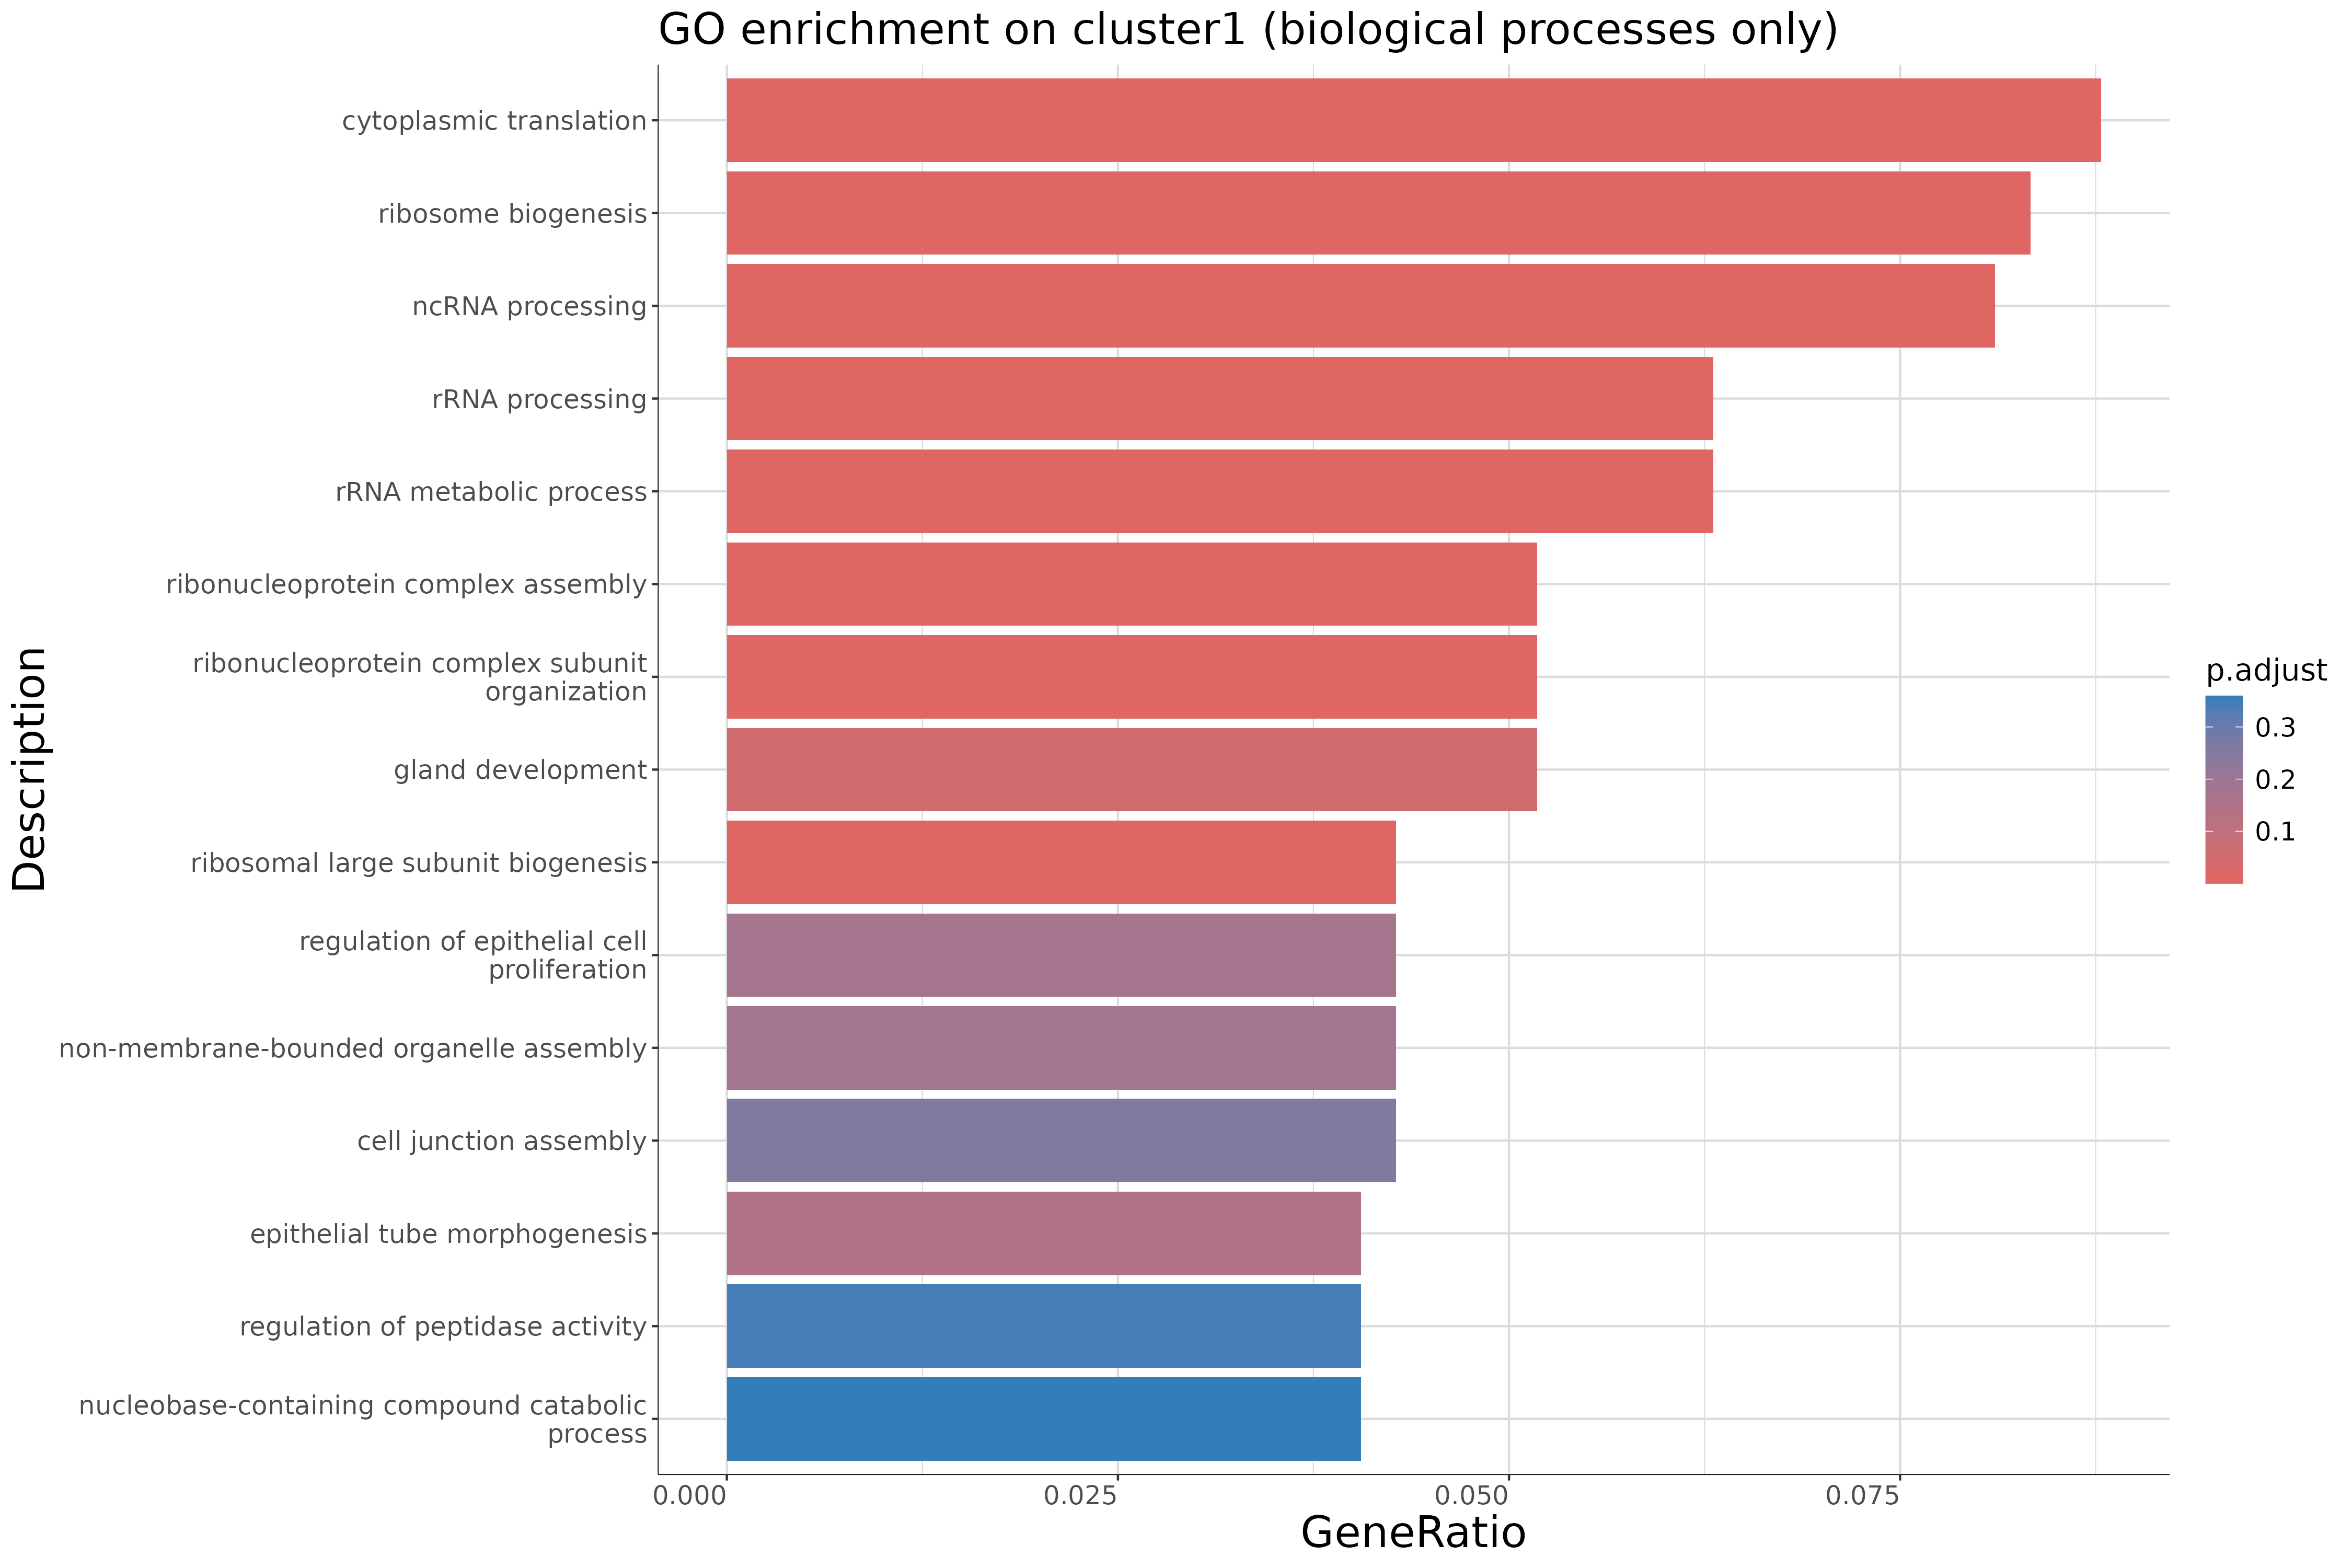 GO enrichment on cluster1 (biological processes only)
Description
cytoplasmic translation
ribosome biogenesis
ncRNA processing
rRNA processing
rRNA metabolic process
ribonucleoprotein complex assembly
ribonucleoprotein complex subunit
organization
gland development
ribosomal large subunit biogenesis
regulation of epithelial cell
proliferation
non-membrane-bounded organelle assembly
cell junction assembly
epithelial tube morphogenesis
regulation of peptidase activity
nucleobase-containing compound catabolic
process
0.000 0.025 0.050 0.075
GeneRatio
p.adjust
0.3
0.2
0.1